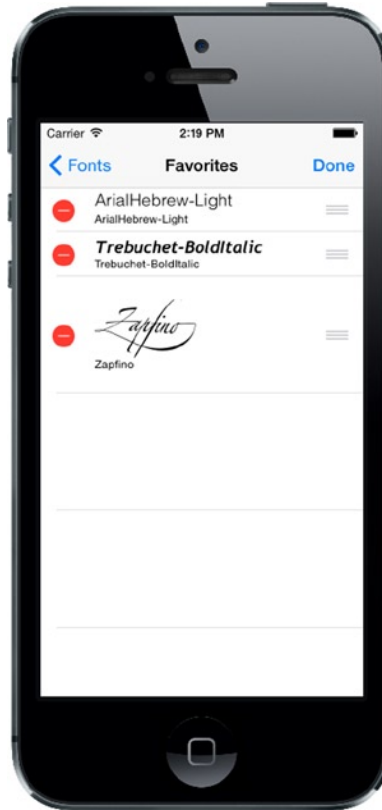 Carrier 2:19 PM
Fonts Favorites Done
ArialHebrew-Light
ArialHebrew-Light
Trebuchet-BoldItalic
Trebuchet-BoldItalic
Zapfino
Zapfino